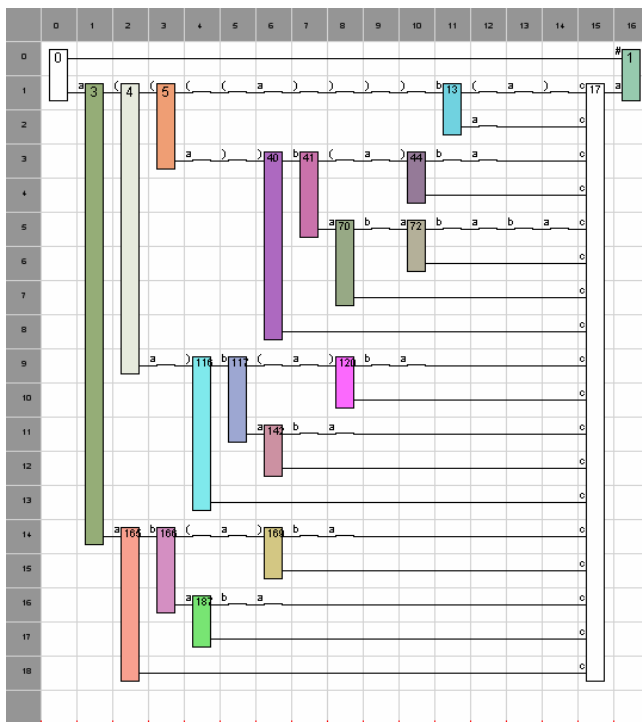 0 1 2 3 4 5 6 7 8 9 10 11 12 13 14 15 16
0 0 # 1
1 a 3 ( 4 ( 5 ( ( a ) ) ) ) b 13 ( a ) c 17 a
2 a c
3 a ) ) 40 b 41 ( a ) 44 b a c
4 c
5 a 70 b a 72 b a b a c
6 c
7 c
8 c
9 a ) 116 b 117 ( a ) 120 b a c
10 c
11 a 142 b a c
12 c
13 c
14 a 165 b 166 ( a ) 169 b a c
15 c
16 a 187 b a c
17 c
18 c